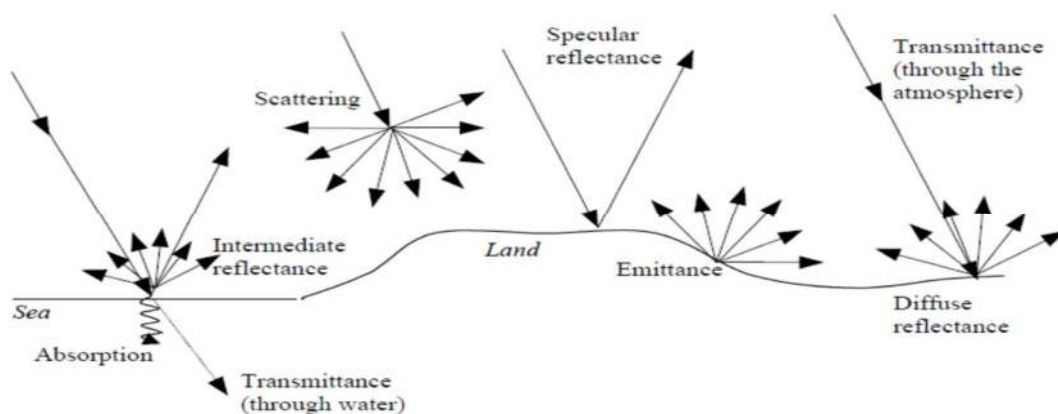 Specular
reflectance
Transmittance
(through the
atmosphere)
Scattering
Intermediate
reflectance
Land
Emittance
Sea
Diffuse
reflectance
Absorption
Transmittance
(through water)